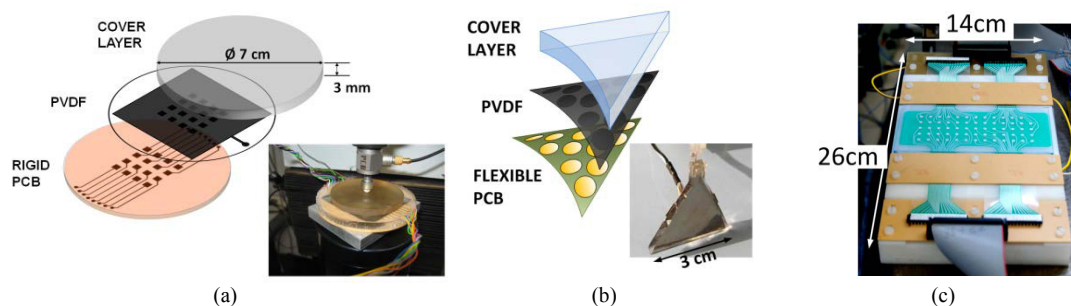 COVER
LAYER
Ø 7 cm
3 mm
PVDF
RIGID
PCB
(a)
COVER
LAYER
PVDF
FLEXIBLE
PCB
3 cm
(b)
14cm
26cm
(c)